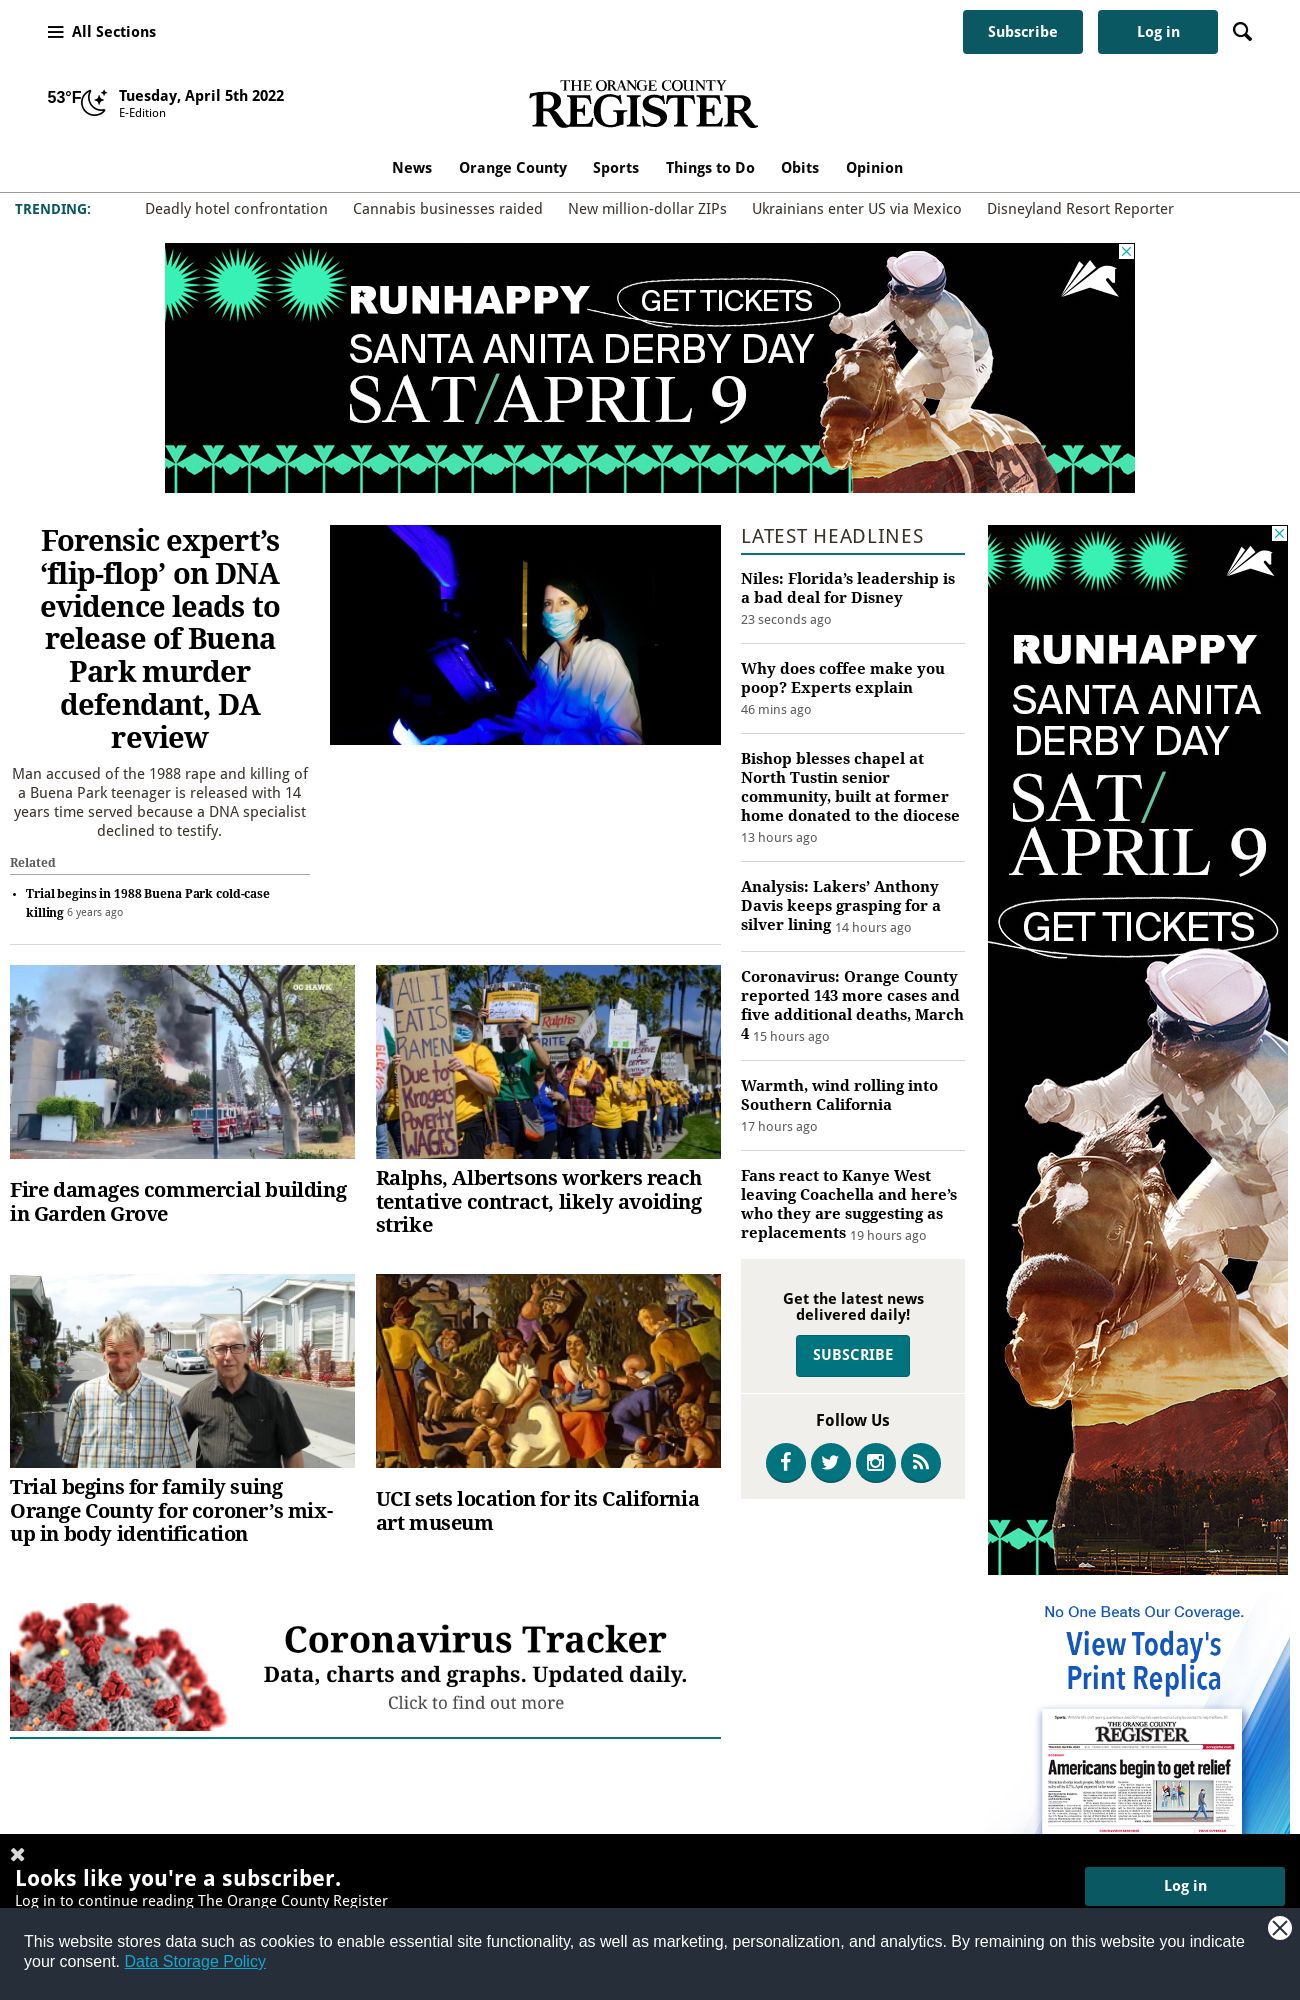 All Sections
Subscribe
Log in
53°F
Tuesday, April 5th 2022
E-Edition
THE ORANGE COUNTY
REGISTER
News Orange County Sports Things to Do Obits Opinion
TRENDING:
Deadly hotel confrontation Cannabis businesses raided New million-dollar ZIPs Ukrainians enter US via Mexico Disneyland Resort Reporter
RUNHAPPY GET TICKETS
SANTA ANITA DERBY DAY
SAT/APRIL 9
Forensic expert’s
‘flip-flop’ on DNA
evidence leads to
release of Buena
Park murder
defendant, DA
review
Man accused of the 1988 rape and killing of
a Buena Park teenager is released with 14
years time served because a DNA specialist
declined to testify.
Related
• Trial begins in 1988 Buena Park cold-case
killing 6 years ago
OC HAWK
Fire damages commercial building
in Garden Grove
ALL I
EAT IS
RAMEN
Due to
Krogers
Poverty
WAGES
Ralphs
Ralphs, Albertsons workers reach
tentative contract, likely avoiding
strike
Trial begins for family suing
Orange County for coroner’s mix-
up in body identification
UCI sets location for its California
art museum
LATEST HEADLINES
Niles: Florida’s leadership is
a bad deal for Disney
23 seconds ago
Why does coffee make you
poop? Experts explain
46 mins ago
Bishop blesses chapel at
North Tustin senior
community, built at former
home donated to the diocese
13 hours ago
Analysis: Lakers’ Anthony
Davis keeps grasping for a
silver lining 14 hours ago
Coronavirus: Orange County
reported 143 more cases and
five additional deaths, March
4 15 hours ago
Warmth, wind rolling into
Southern California
17 hours ago
Fans react to Kanye West
leaving Coachella and here’s
who they are suggesting as
replacements 19 hours ago
Get the latest news
delivered daily!
SUBSCRIBE
Follow Us
RUNHAPPY
SANTA ANITA
DERBY DAY
SAT/
APRIL 9
GET TICKETS
Coronavirus Tracker
Data, charts and graphs. Updated daily.
Click to find out more
No One Beats Our Coverage.
View Today's
Print Replica
THE ORANGE COUNTY
REGISTER
Americans begin to get relief
Looks like you're a subscriber.
Log in to continue reading The Orange County Register
Log in
This website stores data such as cookies to enable essential site functionality, as well as marketing, personalization, and analytics. By remaining on this website you indicate
your consent. Data Storage Policy